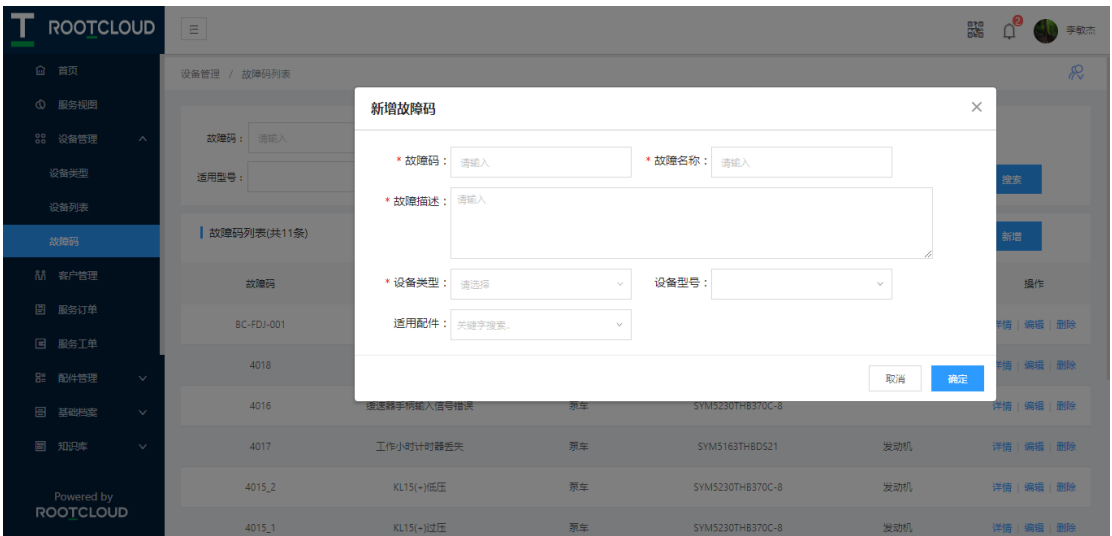 ROOTCLOUD
2
李敏杰
首页
服务视图
设备管理
设备类型
设备列表
故障码
客户管理
服务订单
服务工单
配件管理
基础档案
知识库
Powered by
ROOTCLOUD
设备管理 / 故障码列表
故障码： 请输入
适用型号：
搜索
故障码列表(共11条)
新增
故障码 操作
BC-FDJ-001 详情 编辑 删除
4018 详情 编辑 删除
4016 缓速器手柄输入信号错误 泵车 SYM5230THB370C-8 详情 编辑 删除
4017 工作小时计时器丢失 泵车 SYM5163THBDS21 发动机 详情 编辑 删除
4015_2 KL15(+)低压 泵车 SYM5230THB370C-8 发动机 详情 编辑 删除
4015_1 KL15(+)过压 泵车 SYM5230THB370C-8 发动机 详情 编辑 删除
新增故障码
* 故障码： 请输入 * 故障名称： 请输入
* 故障描述： 请输入
* 设备类型： 请选择 设备型号：
适用配件： 关键字搜索..
取消 确定